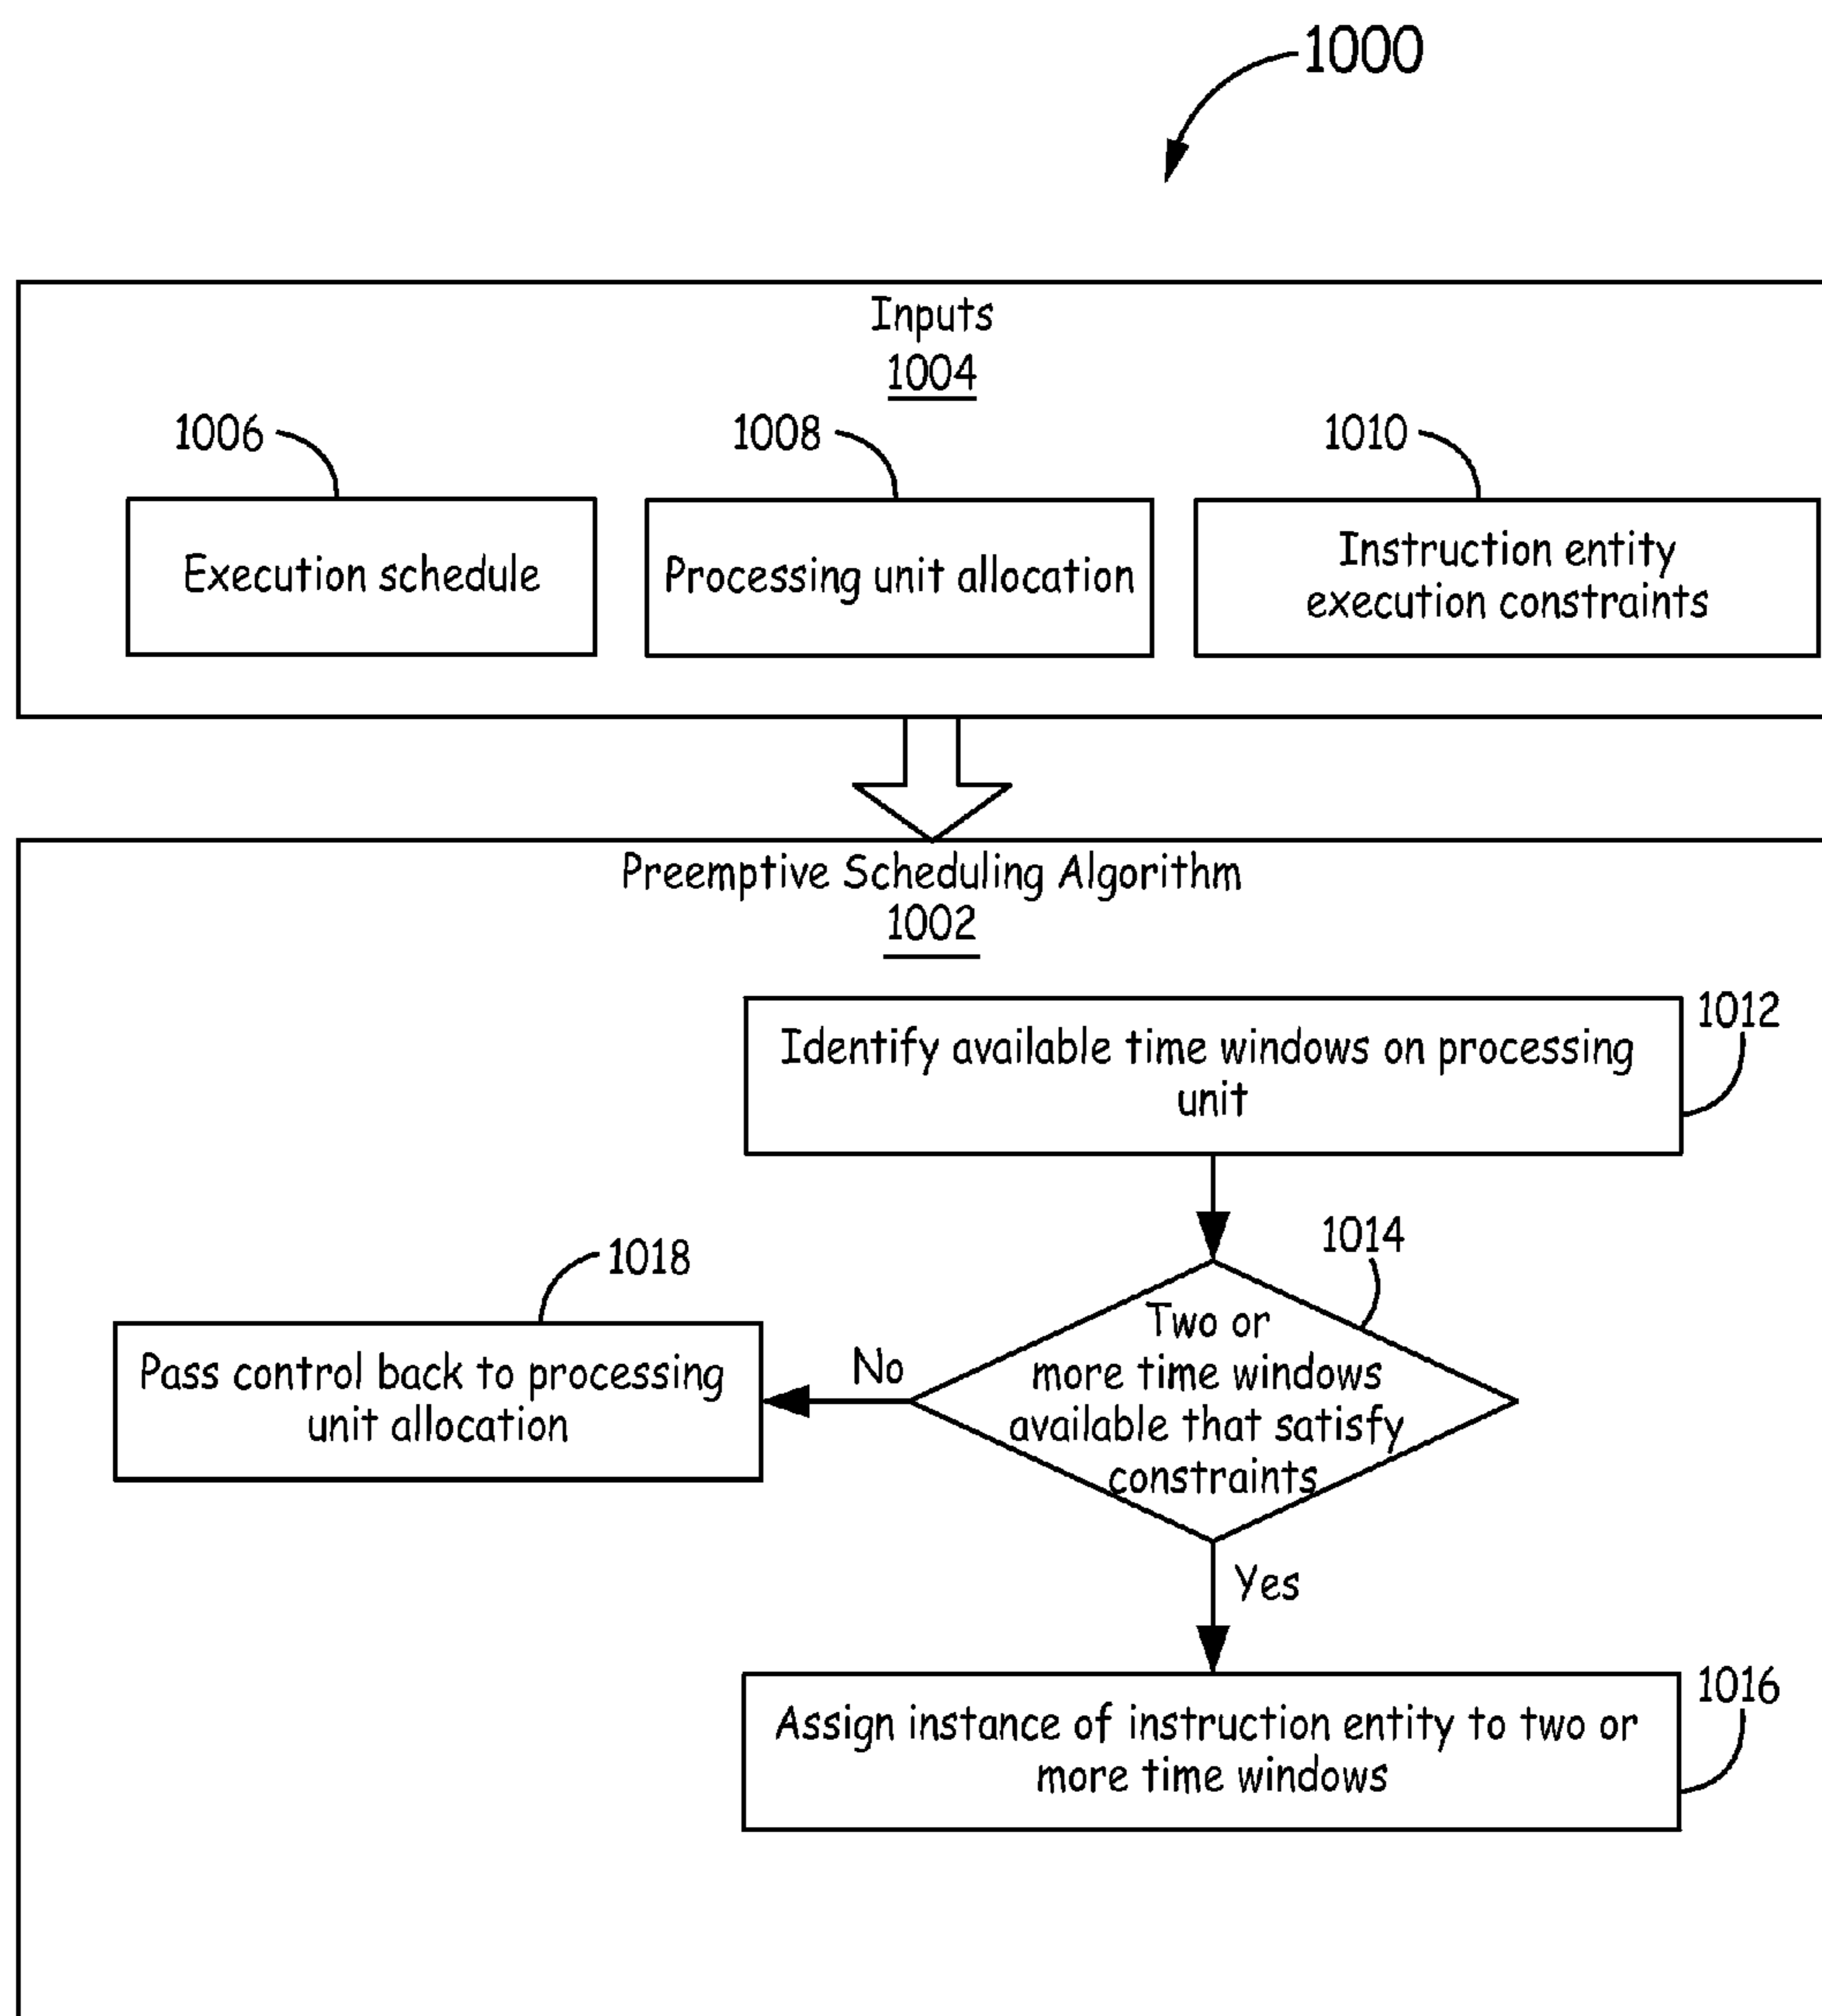 1000
Inputs
1004
1006
1008
1010
Execution schedule
Processing unit allocation
Instruction entity
execution constraints
Preemptive Scheduling Algorithm
1002
1012
Identify available time windows on processing
unit
1014
1018
Two or
more time windows
available that satisfy
constraints
No
Pass control back to processing
unit allocation
Yes
1016
Assign instance of instruction entity to two or
more time windows